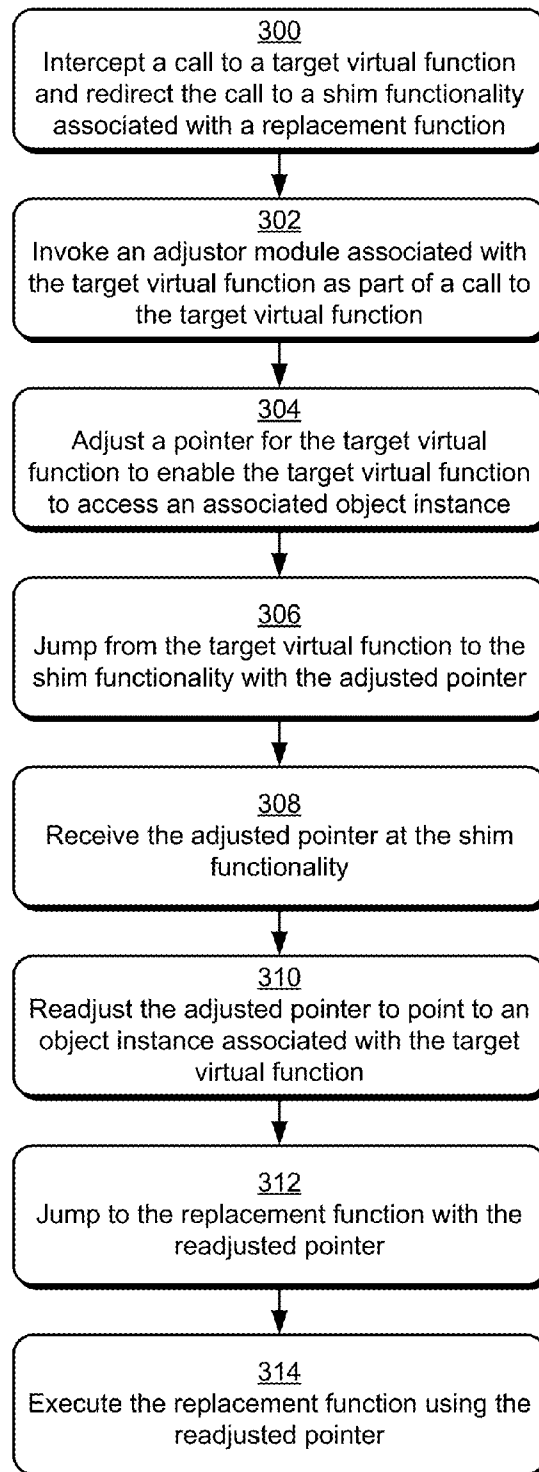 300
Intercept a call to a target virtual function
and redirect the call to a shim functionality
associated with a replacement function
302
Invoke an adjustor module associated with
the target virtual function as part of a call to
the target virtual function
304
Adjust a pointer for the target virtual
function to enable the target virtual function
to access an associated object instance
306
Jump from the target virtual function to the
shim functionality with the adjusted pointer
308
Receive the adjusted pointer at the shim
functionality
310
Readjust the adjusted pointer to point to an
object instance associated with the target
virtual function
312
Jump to the replacement function with the
readjusted pointer
314
Execute the replacement function using the
readjusted pointer